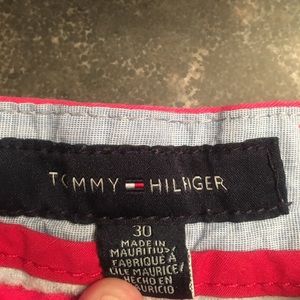 TOMMY HILFIGER
30
MADE IN
MAURITIUS
FABRIQUÉ À
L'ILE MAURICE
HECHO EN
MAURICIO